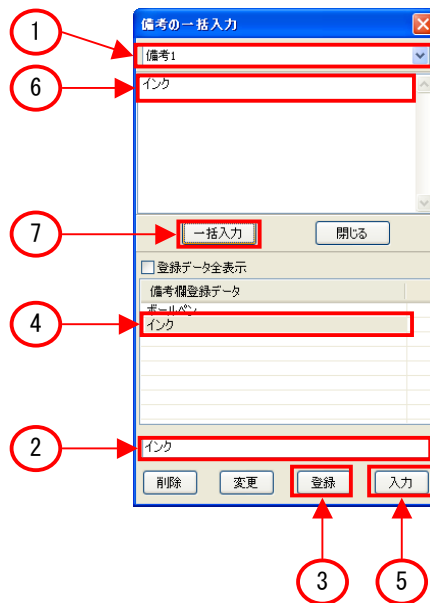 備考の一括入力
1
備考1
6
インク
7
一括入力
閉じる
登録データ全表示
備考欄登録データ
ボールペン
4
インク
2
インク
削除
変更
登録
入力
3
5